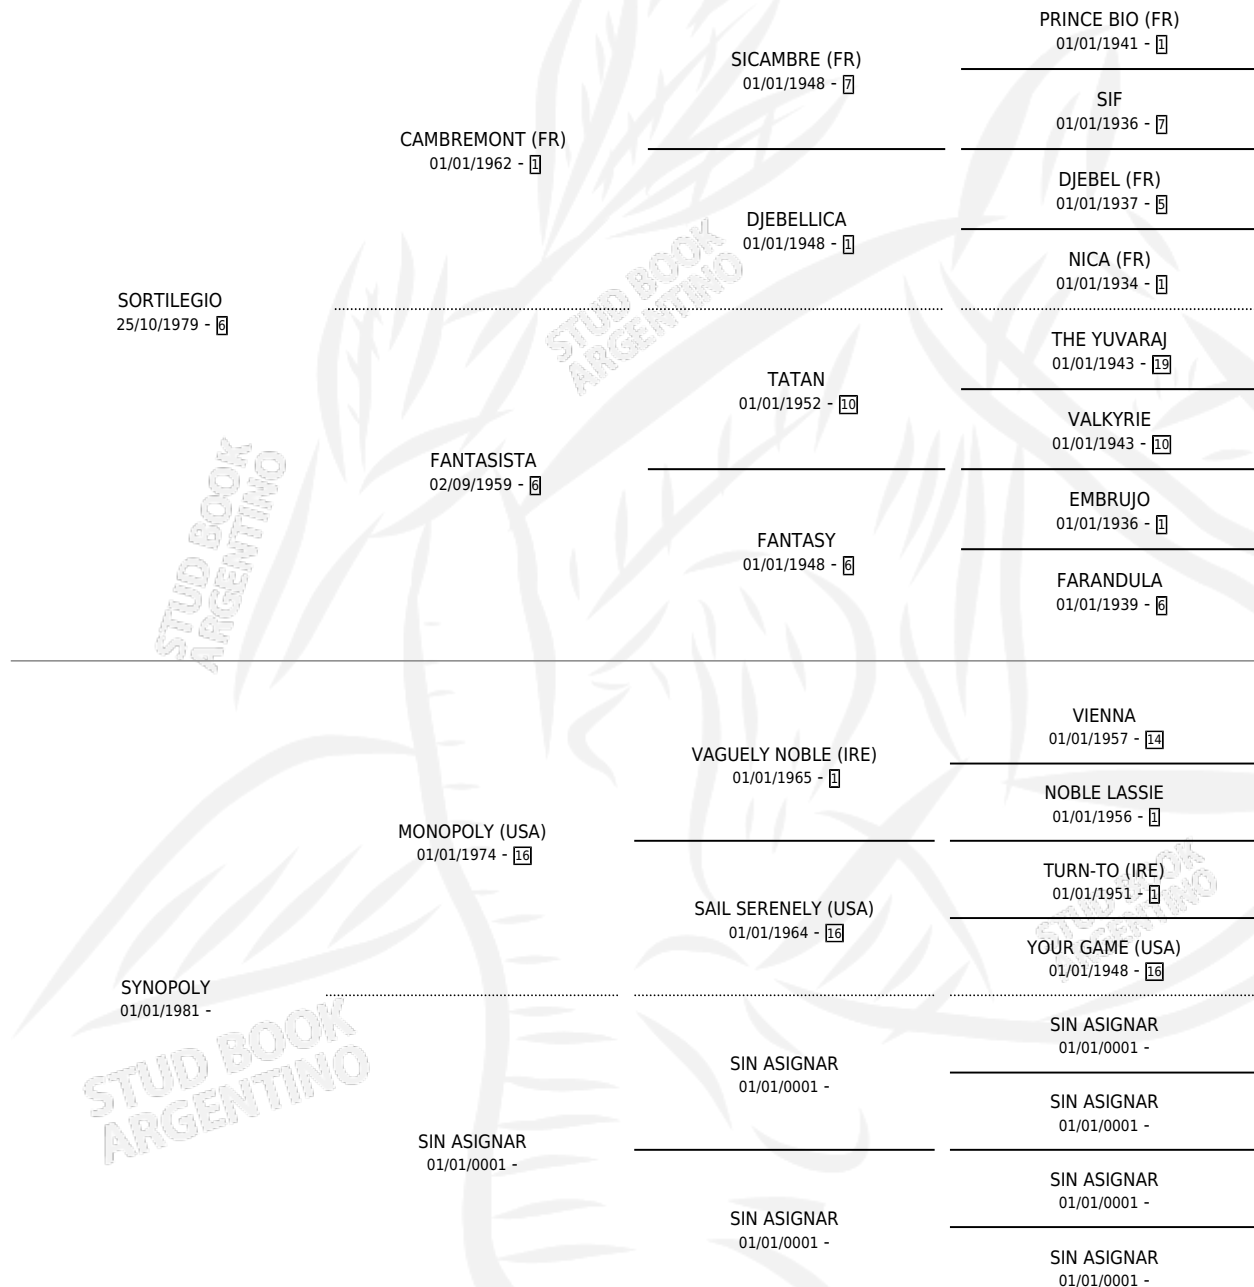 PRINCE BIO (FR)
01/01/1941 - 1
SICAMBRE (FR)
01/01/1948 - 7
SIF
01/01/1936 - 7
CAMBREMONT (FR)
01/01/1962 - 1
DJEBEL (FR)
01/01/1937 - 5
DJEBELLICA
01/01/1948 - 1
NICA (FR)
01/01/1934 - 1
SORTILEGIO
25/10/1979 - 6
THE YUVARAJ
01/01/1943 - 19
TATAN
01/01/1952 - 10
VALKYRIE
01/01/1943 - 10
FANTASISTA
02/09/1959 - 6
EMBRUJO
01/01/1936 - 1
FANTASY
01/01/1948 - 6
FARANDULA
01/01/1939 - 6
VIENNA
01/01/1957 - 14
VAGUELY NOBLE (IRE)
01/01/1965 - 1
NOBLE LASSIE
01/01/1956 - 1
MONOPOLY (USA)
01/01/1974 - 16
TURN-TO (IRE)
01/01/1951 - 1
SAIL SERENELY (USA)
01/01/1964 - 16
YOUR GAME (USA)
01/01/1948 - 16
SYNOPOLY
01/01/1981 -
SIN ASIGNAR
01/01/0001 -
SIN ASIGNAR
01/01/0001 -
SIN ASIGNAR
01/01/0001 -
SIN ASIGNAR
01/01/0001 -
SIN ASIGNAR
01/01/0001 -
SIN ASIGNAR
01/01/0001 -
SIN ASIGNAR
01/01/0001 -
STUD BOOK
ARGENTINO
STUD BOOK
ARGENTINO
STUD BOOK
ARGENTINO
STUD BOOK
ARGENTINO